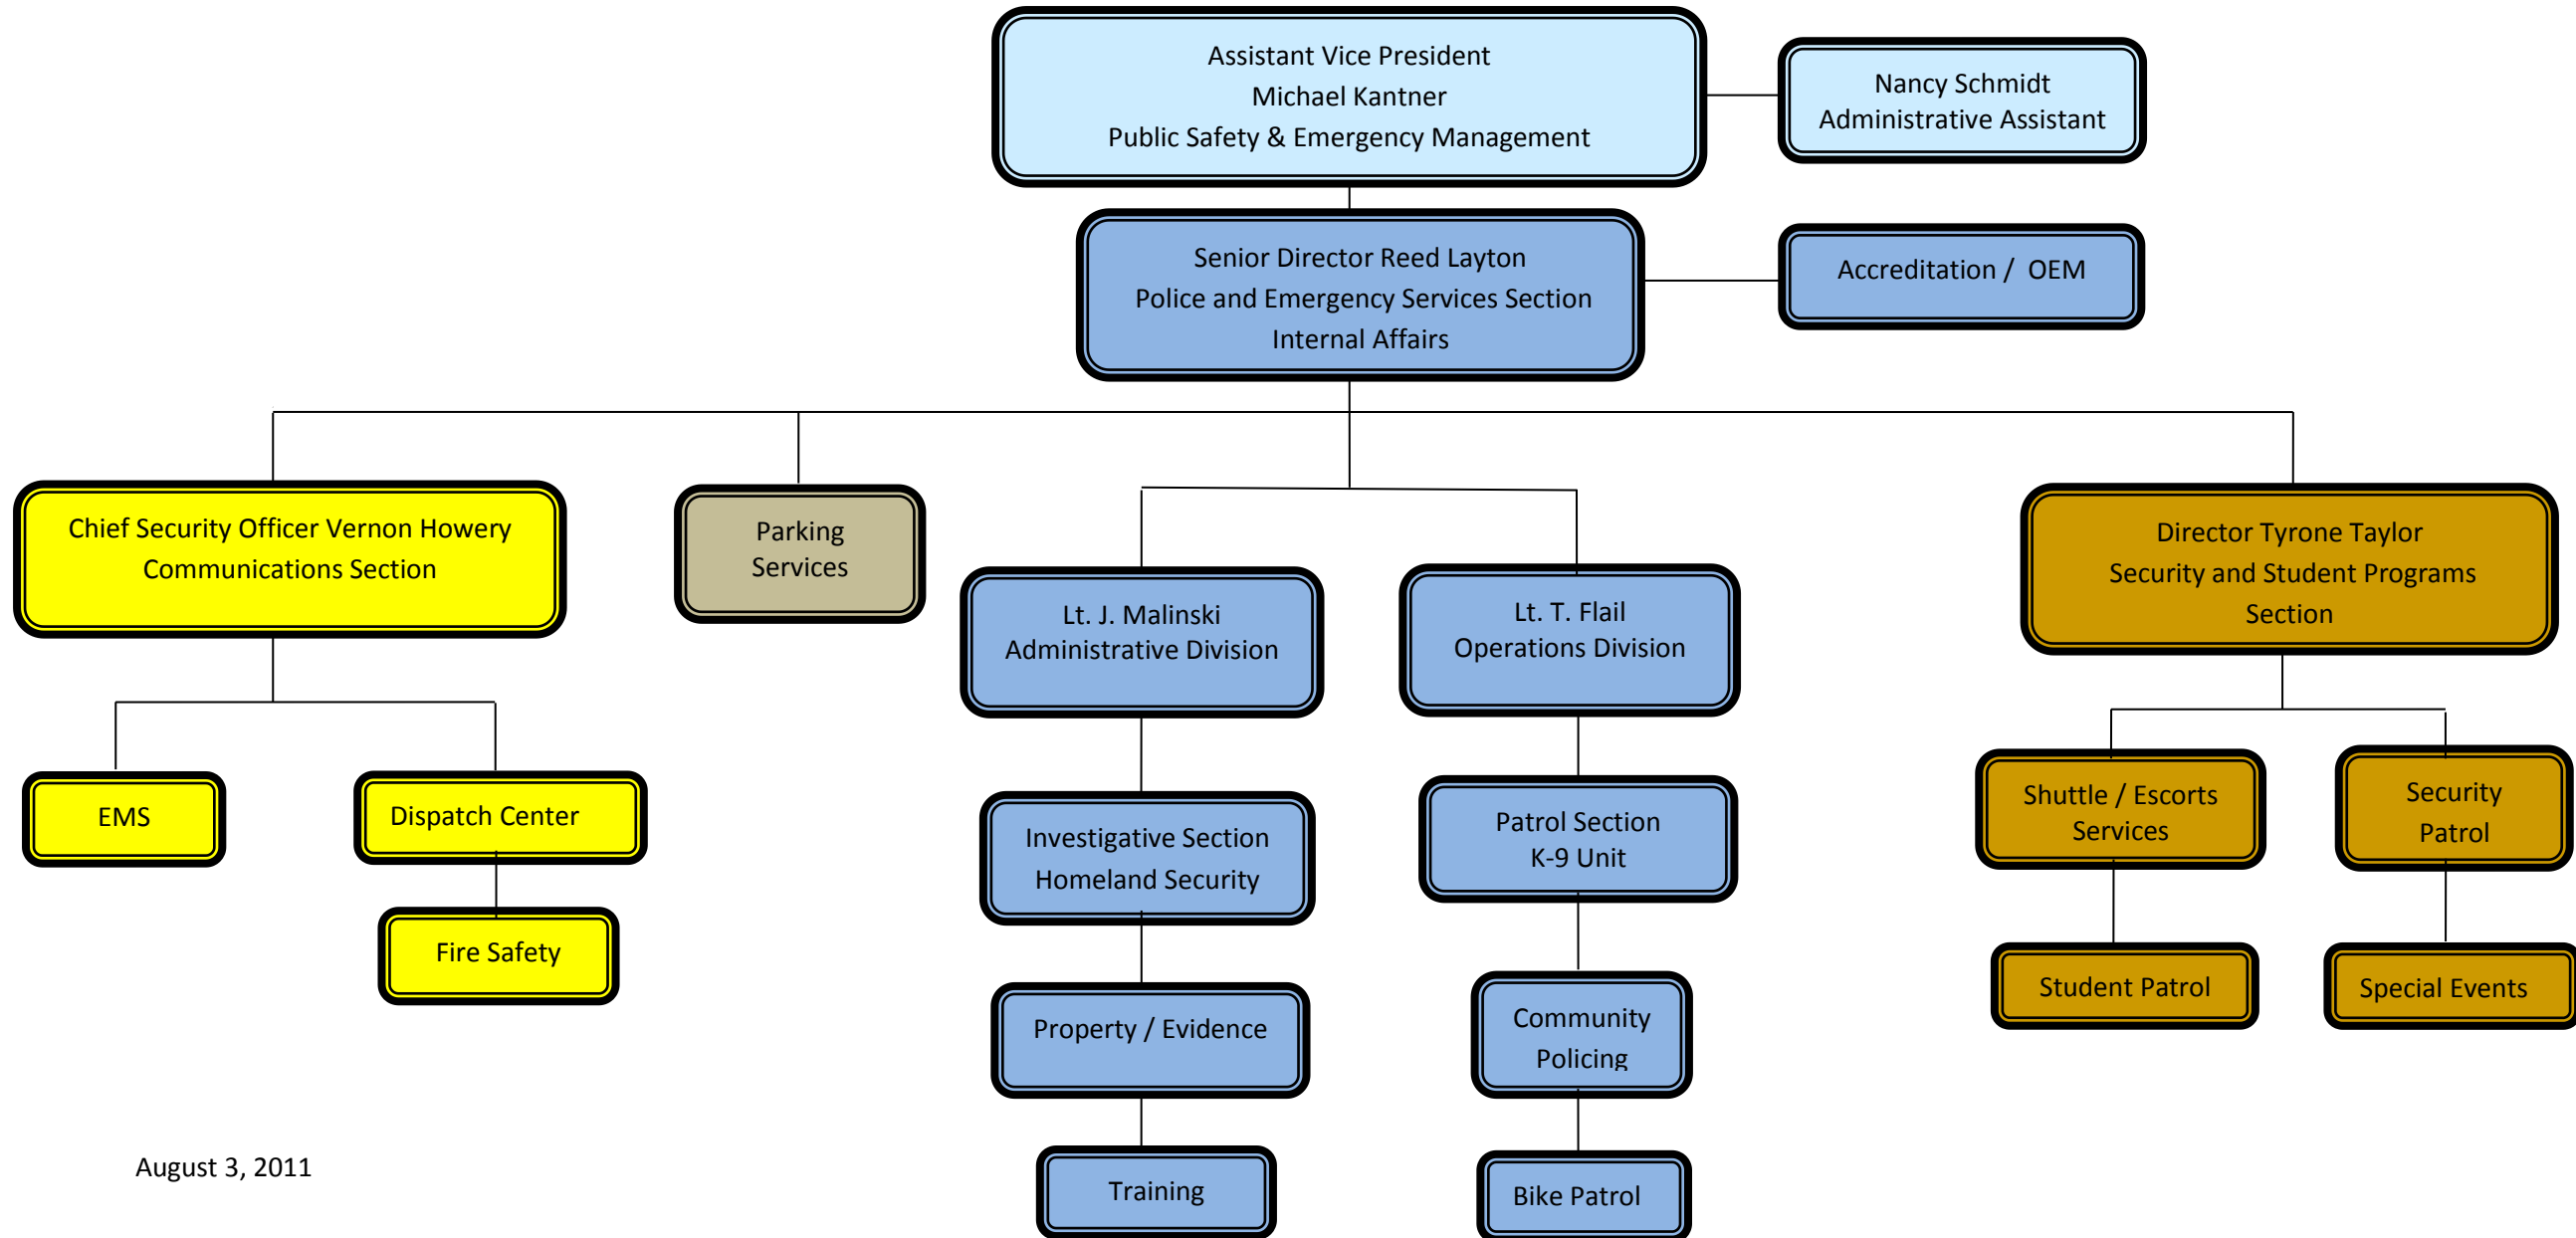 Assistant Vice President
Michael Kantner
Public Safety & Emergency Management
Nancy Schmidt
Administrative Assistant
Senior Director Reed Layton
Police and Emergency Services Section
Internal Affairs
Accreditation / OEM
Chief Security Officer Vernon Howery
Communications Section
Parking
Services
Lt. J. Malinski
Administrative Division
Lt. T. Flail
Operations Division
Director Tyrone Taylor
Security and Student Programs
Section
EMS
Dispatch Center
Fire Safety
Investigative Section
Homeland Security
Property / Evidence
Training
Patrol Section
K-9 Unit
Community
Policing
Bike Patrol
Shuttle / Escorts
Services
Student Patrol
Security
Patrol
Special Events
August 3, 2011